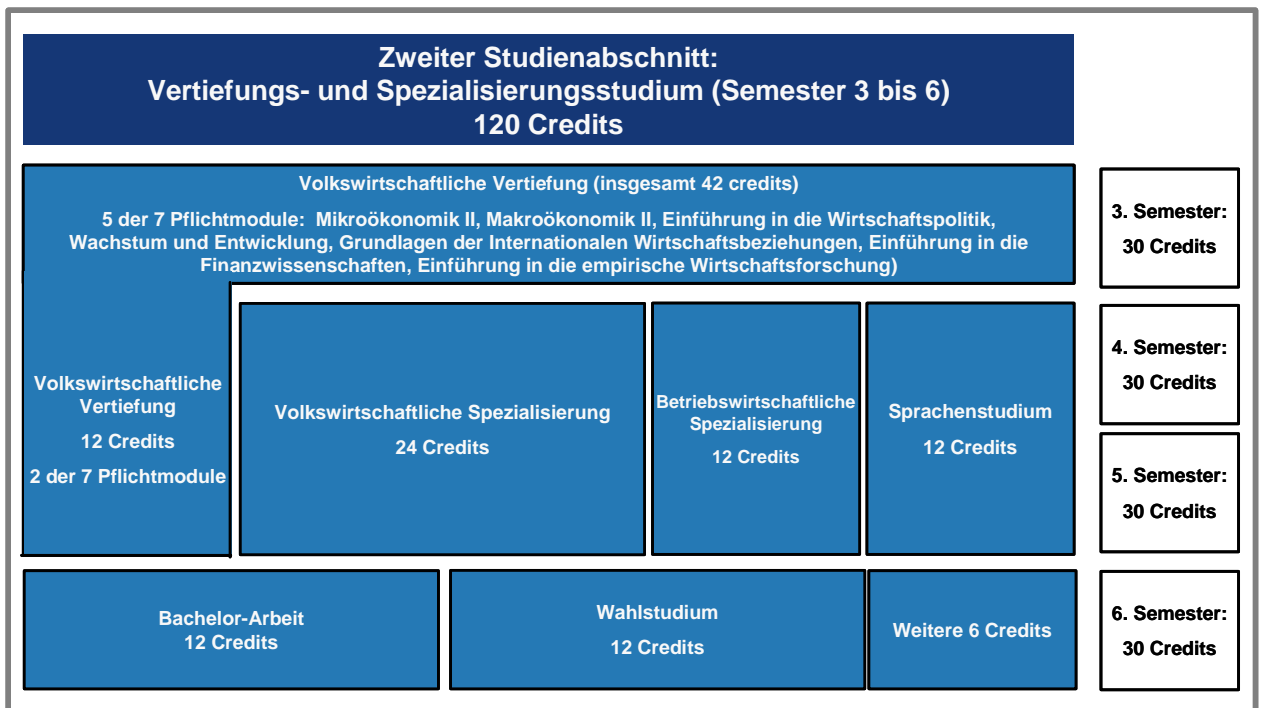 Zweiter Studienabschnitt:
Vertiefungs- und Spezialisierungsstudium (Semester 3 bis 6)
120 Credits
Volkswirtschaftliche Vertiefung (insgesamt 42 credits)
5 der 7 Pflichtmodule: Mikroökonomik II, Makroökonomik II, Einführung in die Wirtschaftspolitik,
Wachstum und Entwicklung, Grundlagen der Internationalen Wirtschaftsbeziehungen, Einführung in die
Finanzwissenschaften, Einführung in die empirische Wirtschaftsforschung)
3. Semester:
30 Credits
Volkswirtschaftliche
Vertiefung
12 Credits
2 der 7 Pflichtmodule
Volkswirtschaftliche Spezialisierung
24 Credits
Betriebswirtschaftliche
Spezialisierung
12 Credits
Sprachenstudium
12 Credits
4. Semester:
30 Credits
5. Semester:
30 Credits
Bachelor-Arbeit
12 Credits
Wahlstudium
12 Credits
Weitere 6 Credits
6. Semester:
30 Credits